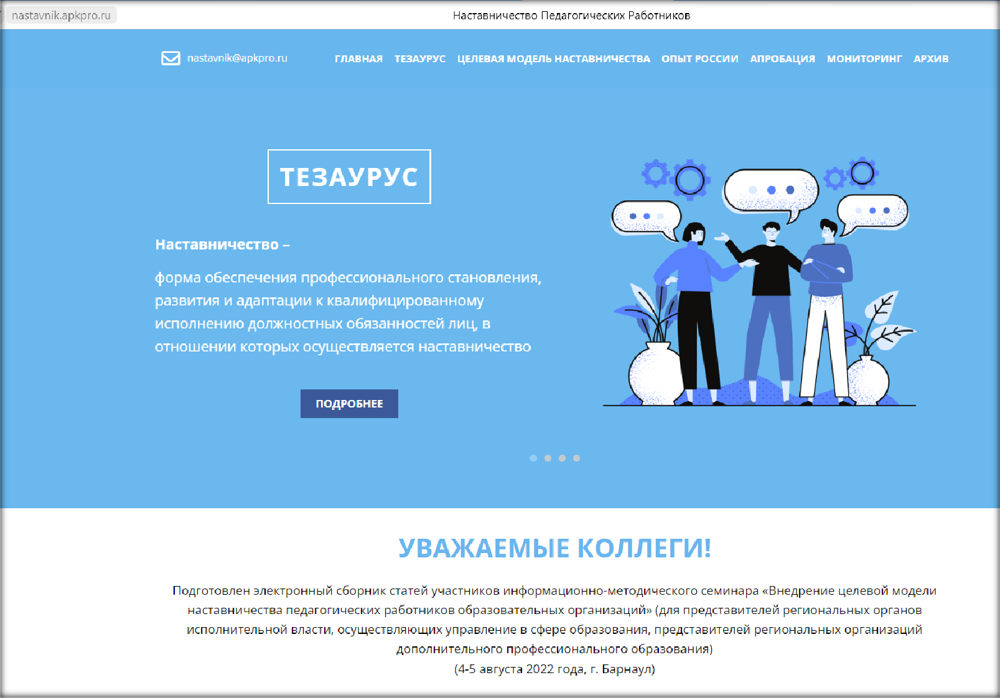 nastavnik.apkpro.ru
Наставничество Педагогических Работников
nastavnik@apkpro.ru
ГЛАВНАЯ ТЕЗАУРУС ЦЕЛЕВАЯ МОДЕЛЬ НАСТАВНИЧЕСТВА ОПЫТ РОССИИ АПРОБАЦИЯ МОНИТОРИНГ АРХИВ
ТЕЗАУРУС
Наставничество –
форма обеспечения профессионального становления,
развития и адаптации к квалифицированному
исполнению должностных обязанностей лиц, в
отношении которых осуществляется наставничество
ПОДРОБНЕЕ
УВАЖАЕМЫЕ КОЛЛЕГИ!
Подготовлен электронный сборник статей участников информационно-методического семинара «Внедрение целевой модели
наставничества педагогических работников образовательных организаций» (для представителей региональных органов
исполнительной власти, осуществляющих управление в сфере образования, представителей региональных организаций
дополнительного профессионального образования)
(4-5 августа 2022 года, г. Барнаул)